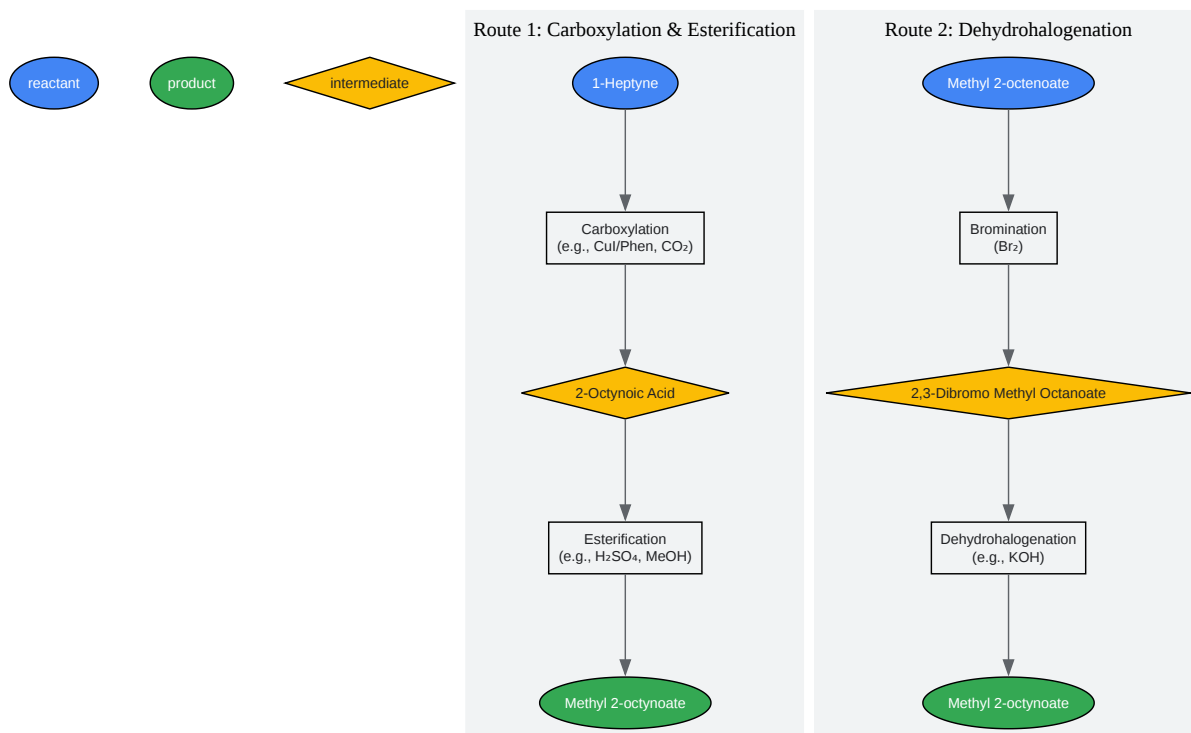 reactant
product
intermediate
Route 1: Carboxylation & Esterification
1-Heptyne
Carboxylation
(e.g., CuI/Phen, CO₂)
2-Octynoic Acid
Esterification
(e.g., H₂SO₄, MeOH)
Methyl 2-octynoate
Route 2: Dehydrohalogenation
Methyl 2-octenoate
Bromination
(Br₂)
2,3-Dibromo Methyl Octanoate
Dehydrohalogenation
(e.g., KOH)
Methyl 2-octynoate